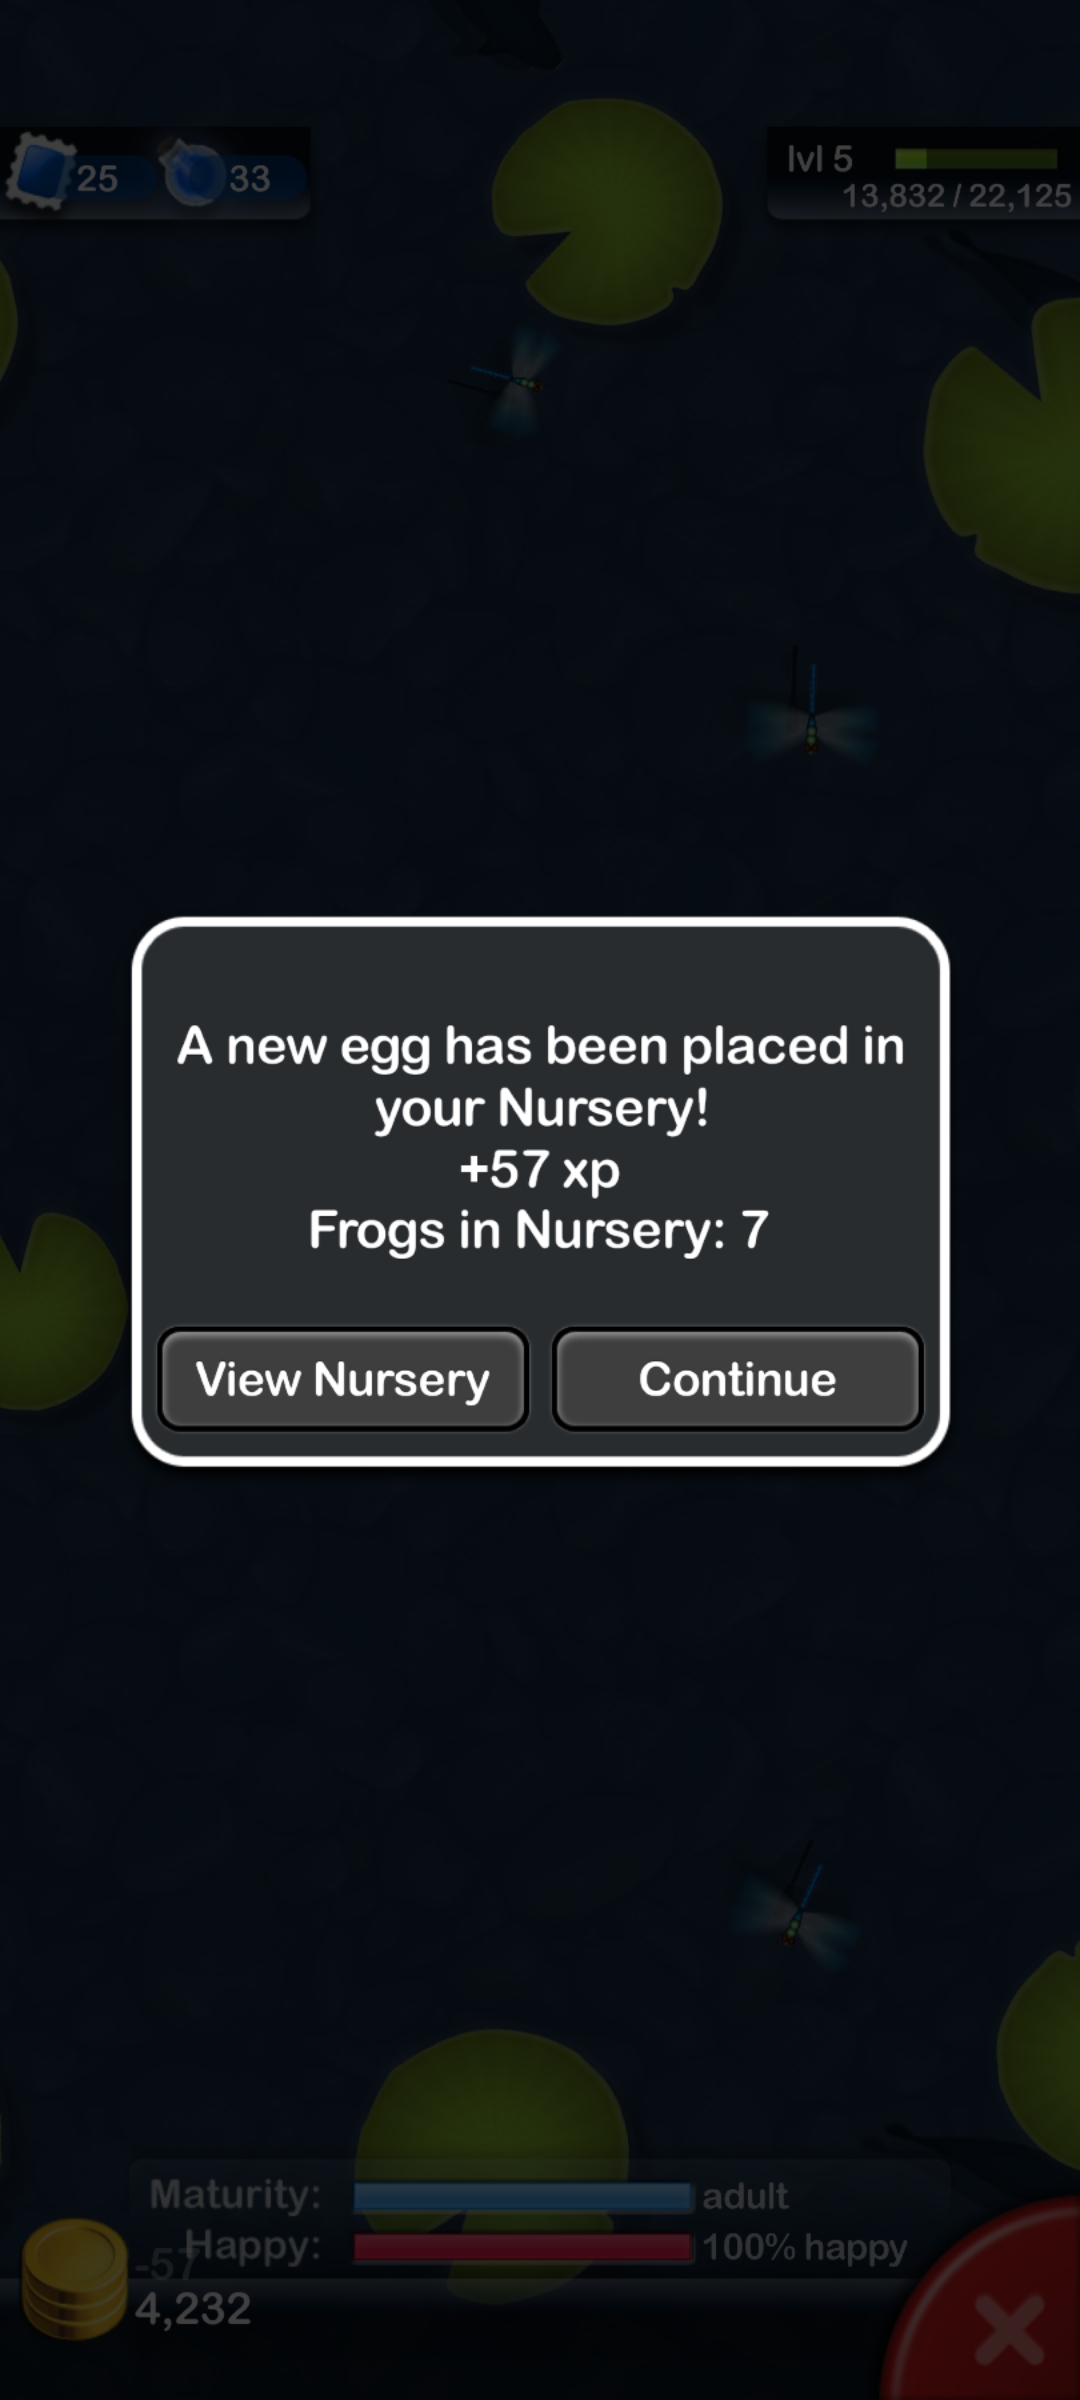 25
33
lvl 5
13,832 / 22,125
A new egg has been placed in
your Nursery!
+57 xp
Frogs in Nursery: 7
View Nursery
Continue
Maturity:
adult
Happy:
100% happy
-57
4,232